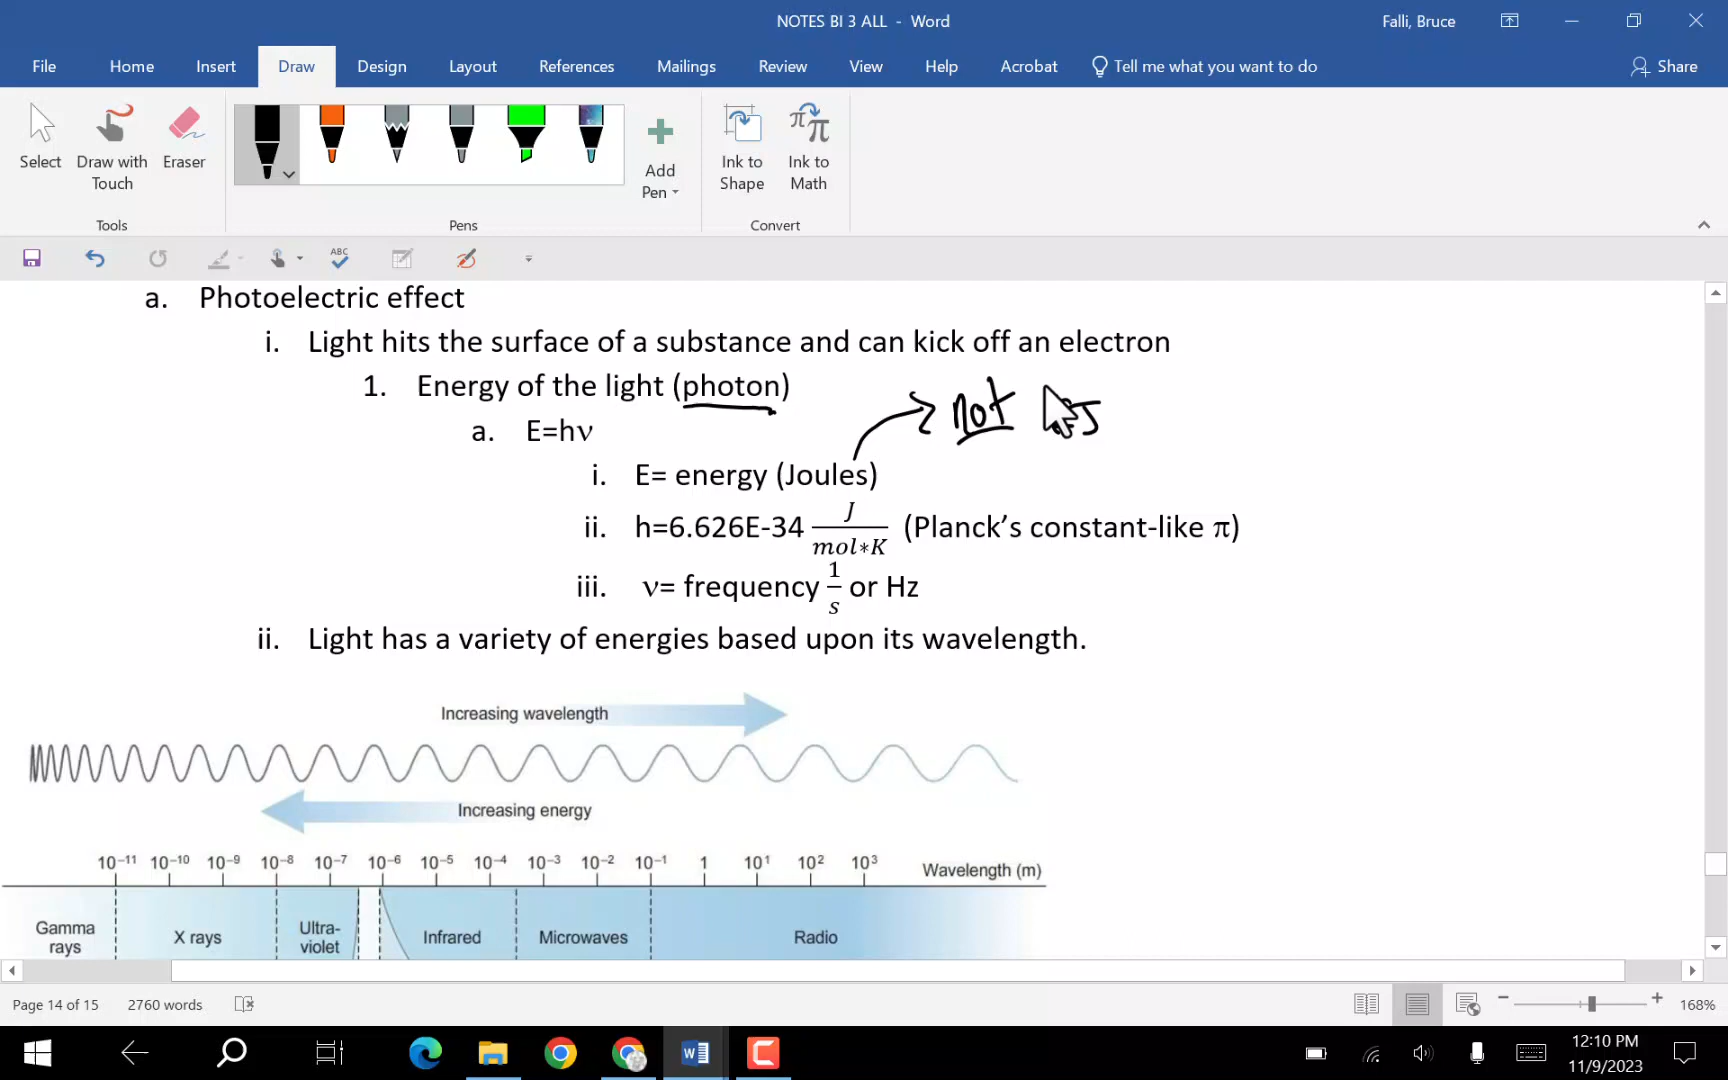 NOTES BI 3 ALL - Word
Falli, Bruce
File Home Insert Draw Design Layout References Mailings Review View Help Acrobat Tell me what you want to do Share
Select Draw with Touch Eraser
Add Pen
Ink to Shape Ink to Math
Tools Pens Convert
ABC
a. Photoelectric effect
i. Light hits the surface of a substance and can kick off an electron
1. Energy of the light (photon)
not
a. E=hν
i. E= energy (Joules)
ii. h=6.626E-34 J/mol∗K (Planck’s constant-like π)
iii. ν= frequency 1/s or Hz
ii. Light has a variety of energies based upon its wavelength.
Increasing wavelength
Increasing energy
10⁻¹¹ 10⁻¹⁰ 10⁻⁹ 10⁻⁸ 10⁻⁷ 10⁻⁶ 10⁻⁵ 10⁻⁴ 10⁻³ 10⁻² 10⁻¹ 1 10¹ 10² 10³ Wavelength (m)
Gamma rays X rays Ultra-violet Infrared Microwaves Radio
Page 14 of 15 2760 words 168%
12:10 PM
11/9/2023